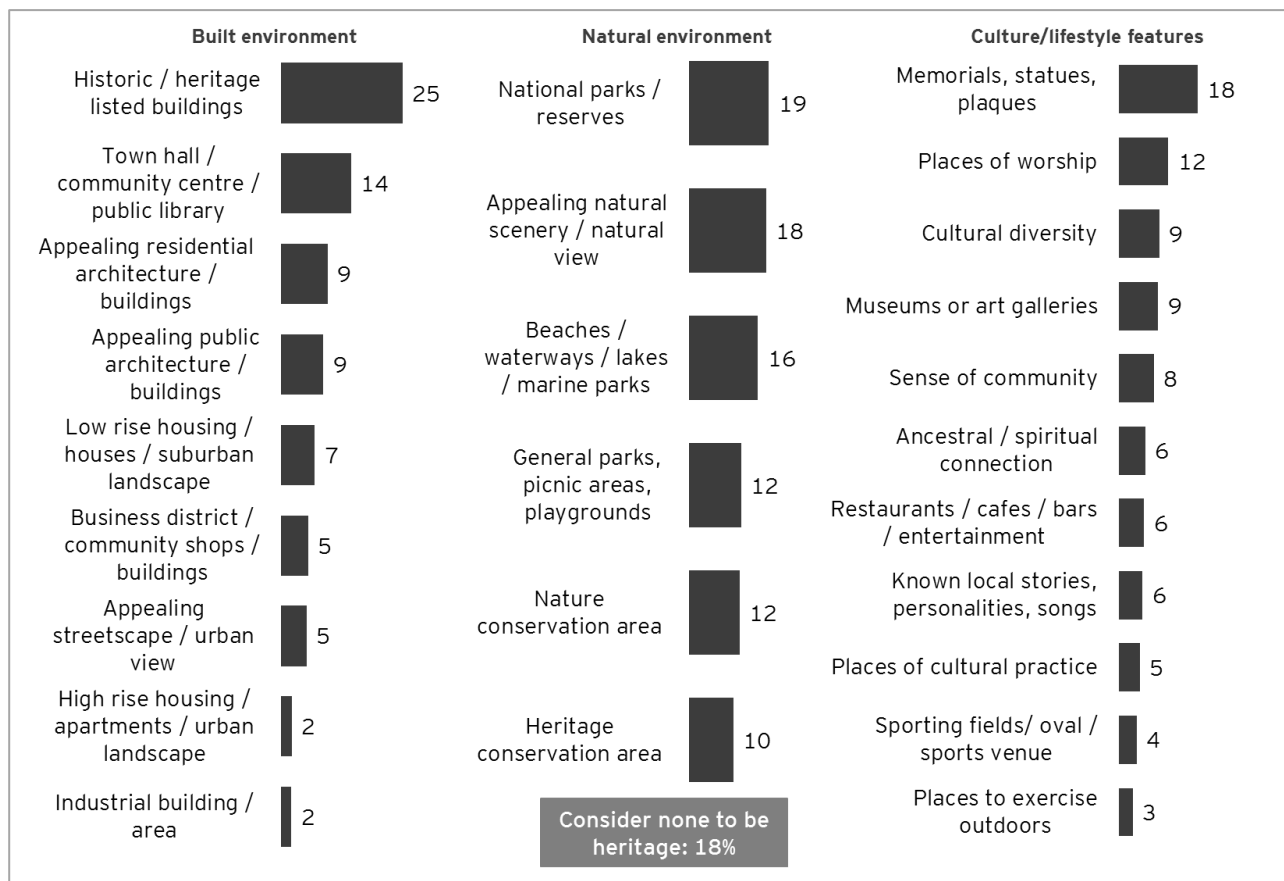 Built environment
Historic / heritage
listed buildings
25
Town hall /
community centre /
public library
14
Appealing residential
architecture /
buildings
9
Appealing public
architecture /
buildings
9
Low rise housing /
houses / suburban
landscape
7
Business district /
community shops /
buildings
5
Appealing
streetscape / urban
view
5
High rise housing /
apartments / urban
landscape
2
Industrial building /
area
2
Natural environment
National parks /
reserves
19
Appealing natural
scenery / natural
view
18
Beaches /
waterways / lakes
/ marine parks
16
General parks,
picnic areas,
playgrounds
12
Nature
conservation area
12
Heritage
conservation area
10
Consider none to be
heritage: 18%
Culture/lifestyle features
Memorials, statues,
plaques
18
Places of worship
12
Cultural diversity
9
Museums or art galleries
9
Sense of community
8
Ancestral / spiritual
connection
6
Restaurants / cafes / bars
/ entertainment
6
Known local stories,
personalities, songs
6
Places of cultural practice
5
Sporting fields/ oval /
sports venue
4
Places to exercise
outdoors
3